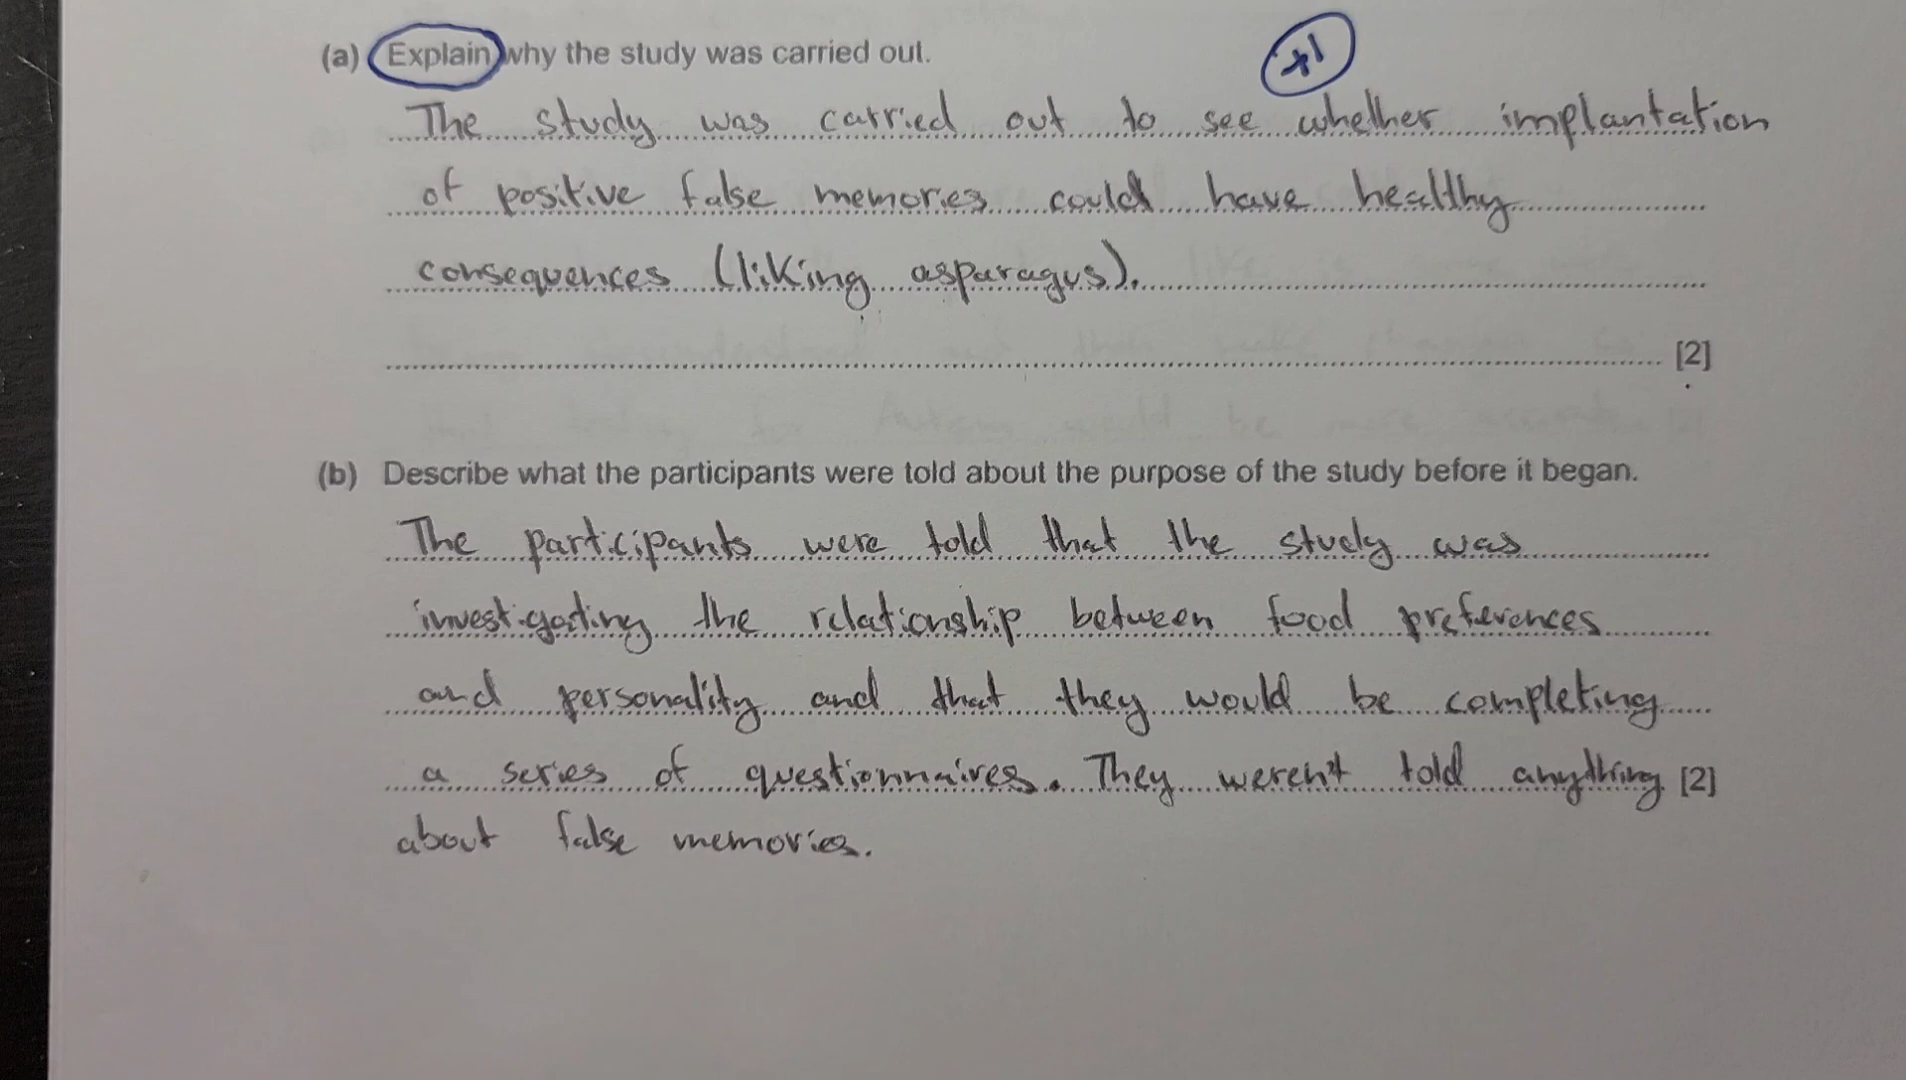 (a) Explain why the study was carried out.
+1
The study was carried out to see whether implantation
of positive false memories could have healthy
consequences (liking asparagus).
[2]
(b) Describe what the participants were told about the purpose of the study before it began.
The participants were told that the study was
investigating the relationship between food preferences
and personality and that they would be completing
a series of questionnaires. They weren't told anything [2]
about false memories.